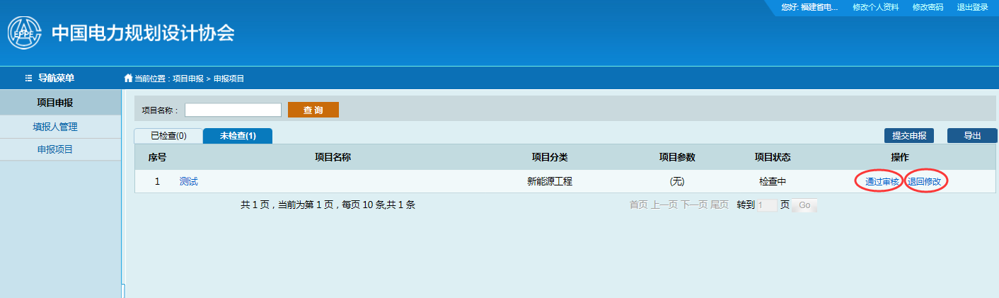 您好: 福建省电... 修改个人资料 修改密码 退出登录
EPPE
中国电力规划设计协会
导航菜单 当前位置：项目申报 > 申报项目
项目申报
填报人管理
申报项目
项目名称： 查 询
已检查(0) 未检查(1) 提交申报 导出
序号 项目名称 项目分类 项目参数 项目状态 操作
1 测试 新能源工程 (无) 检查中 通过审核 退回修改
共 1 页，当前为第 1 页，每页 10 条,共 1 条 首页 上一页 下一页 尾页 转到 1 页 Go